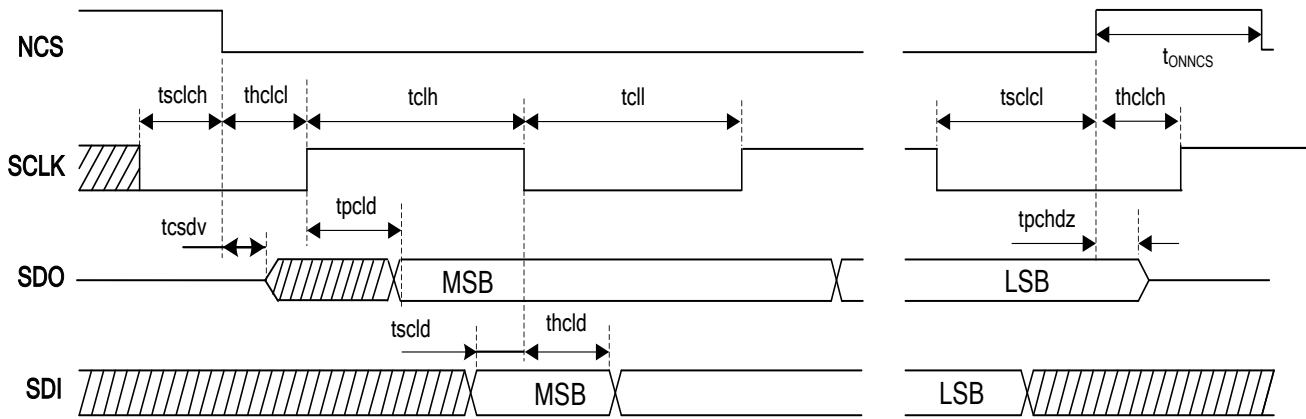 NCS
tONNCS
tsclch thclcl tclh tcll tsclcl thclch
SCLK
tcsdv tpcld tpchdz
SDO MSB LSB
tscld thcld
SDI MSB LSB